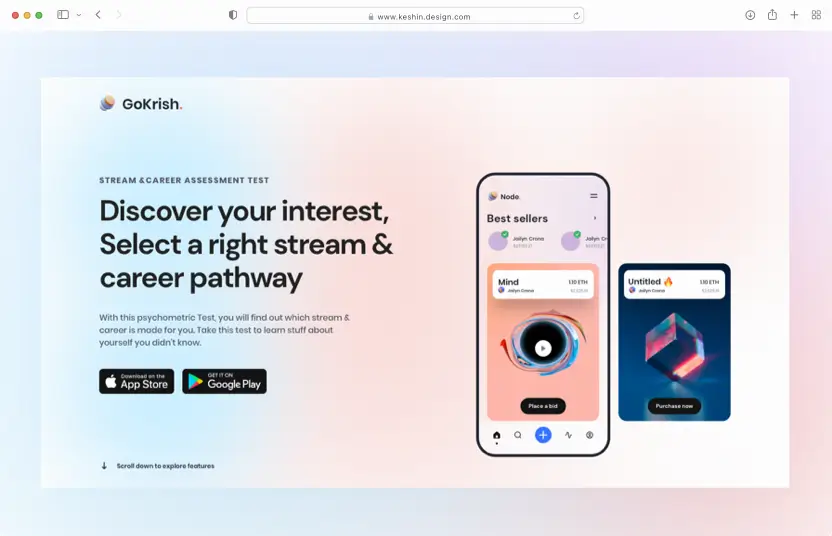 www.keshin.design.com
GoKrish.
STREAM &CAREER ASSESSMENT TEST
Discover your interest,
Select a right stream &
career pathway
With this psychometric Test, you will find out which stream &
career is made for you. Take this test to learn stuff about
yourself you didn't know.
Download on the
App Store
GET IT ON
Google Play
Scroll down to explore features
Node.
Best sellers
Jailyn Crona
Jailyn Cr
Mind
1.10 ETH
Jailyn Crona
Place a bid
Untitled 🔥
1.10 ETH
Jailyn Crona
Purchase now